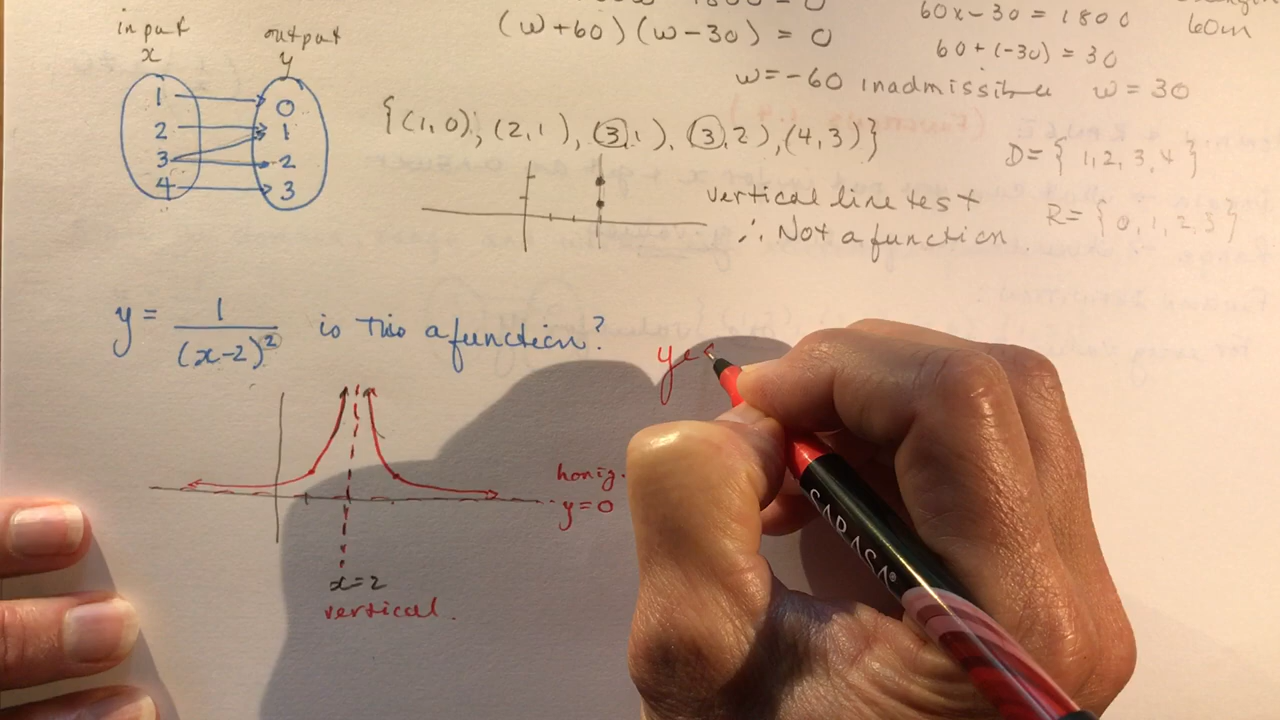 (w+60)(w-30) = 0
60x-30 = 1800
60+(-30) = 30
60m
w=-60 inadmissible w=30
input
x
output
y
1
2
3
4
0
1
2
3
{(1,0), (2,1), (3,1), (3,2), (4,3)}
D={1,2,3,4}
R={0,1,2,3}
vertical line test
∴ Not a function
y = 1/(x-2)² is this a function?
yes
horiz.
y=0
x=2
vertical.
SARASA®